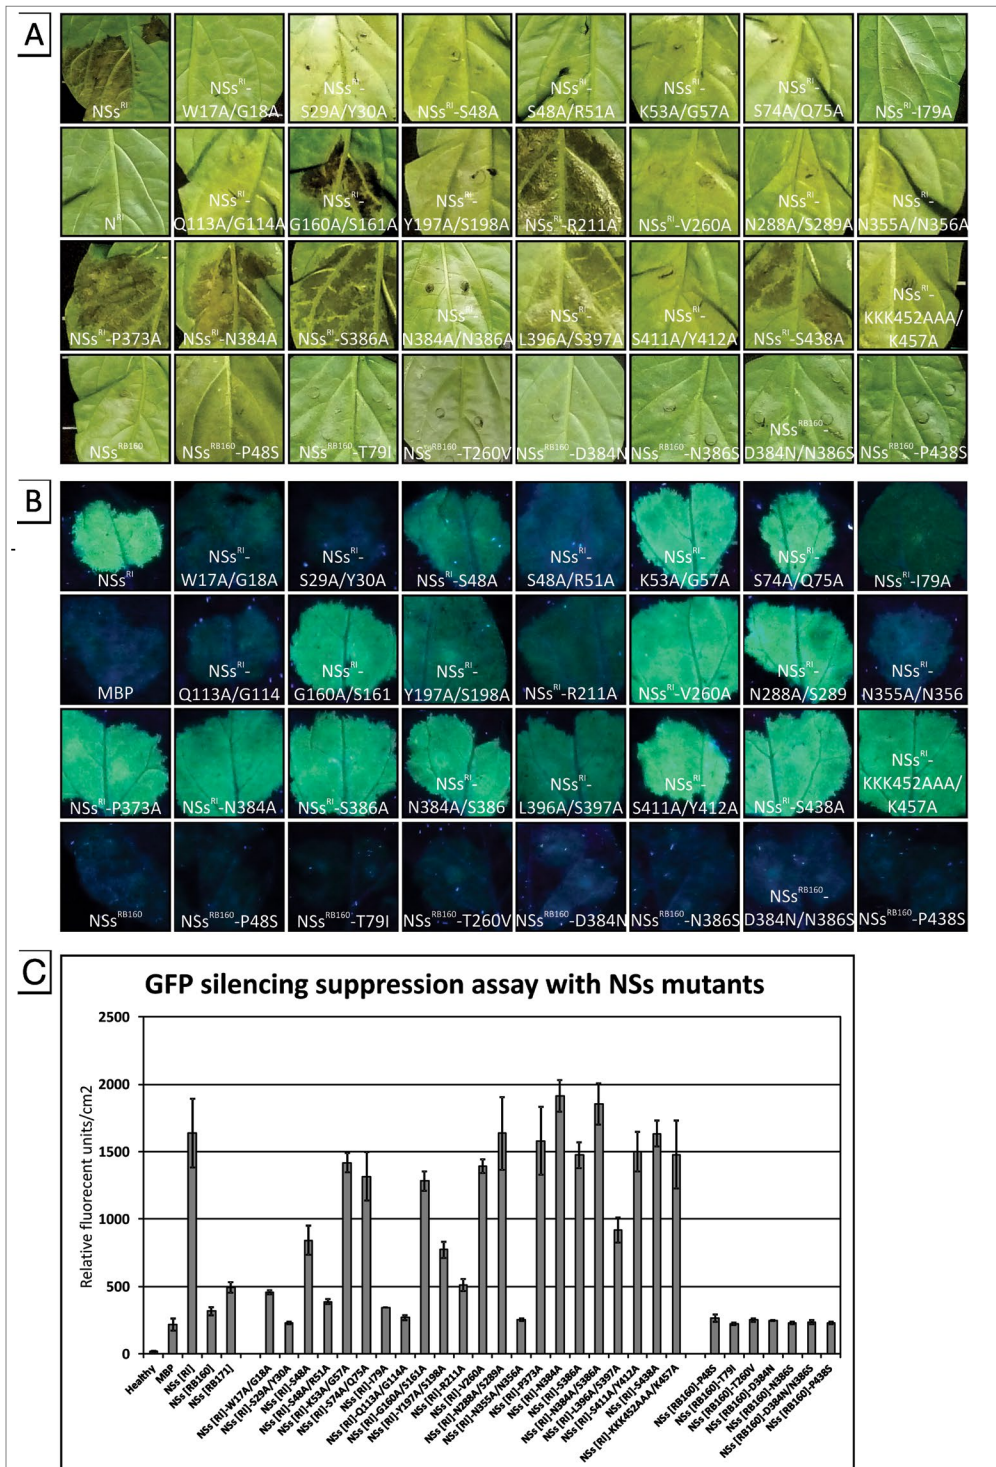 A
NSs^RI
NSs^RI-
W17A/G18A
NSs^RI-
S29A/Y30A
NSs^RI-S48A
NSs^RI-
S48A/R51A
NSs^RI-
K53A/G57A
NSs^RI-
S74A/Q75A
NSs^RI-I79A
N^RI
NSs^RI-
Q113A/G114A
NSs^RI-
G160A/S161A
NSs^RI-
Y197A/S198A
NSs^RI-R211A
NSs^RI-V260A
NSs^RI-
N288A/S289A
NSs^RI-
N355A/N356A
NSs^RI-P373A
NSs^RI-N384A
NSs^RI-S386A
NSs^RI-
N384A/N386A
NSs^RI-
L396A/S397A
NSs^RI-
S411A/Y412A
NSs^RI-S438A
NSs^RI-
KKK452AAA/
K457A
NSs^RB160
NSs^RB160-P48S
NSs^RB160-T79I
NSs^RB160-T260V
NSs^RB160-D384N
NSs^RB160-N386S
NSs^RB160
D384N/N386S
NSs^RB160-P438S
B
NSs^RI
NSs^RI-
W17A/G18A
NSs^RI-
S29A/Y30A
NSs^RI-S48A
NSs^RI-
S48A/R51A
NSs^RI-
K53A/G57A
NSs^RI-
S74A/Q75A
NSs^RI-I79A
MBP
NSs^RI-
Q113A/G114
NSs^RI-
G160A/S161
NSs^RI-
Y197A/S198A
NSs^RI-R211A
NSs^RI-V260A
NSs^RI-
N288A/S289
NSs^RI-
N355A/N356
NSs^RI-P373A
NSs^RI-N384A
NSs^RI-S386A
NSs^RI-
N384A/S386
NSs^RI-
L396A/S397A
NSs^RI-
S411A/Y412A
NSs^RI-S438A
NSs^RI-
KKK452AAA/
K457A
NSs^RB160
NSs^RB160-P48S
NSs^RB160-T79I
NSs^RB160-T260V
NSs^RB160-D384N
NSs^RB160-N386S
NSs^RB160-
D384N/N386S
NSs^RB160-P438S
C
GFP silencing suppression assay with NSs mutants
Relative fluorecent units/cm2
2500
2000
1500
1000
500
0
Healthy
MBP
NSs [RI]
NSs [RB160]
NSs [RB171]
NSs [RI]-W17A/G18A
NSs [RI]-S29A/Y30A
NSs [RI]-S48A
NSs [RI]-S48A/R51A
NSs [RI]-K53A/G57A
NSs [RI]-S74A/Q75A
NSs [RI]-I79A
NSs [RI]-Q113A/G114A
NSs [RI]-G160A/S161A
NSs [RI]-Y197A/S198A
NSs [RI]-R211A
NSs [RI]-V260A
NSs [RI]-N288A/S289A
NSs [RI]-N355A/N356A
NSs [RI]-P373A
NSs [RI]-N384A
NSs [RI]-S386A
NSs [RI]-N384A/S386A
NSs [RI]-L396A/S397A
NSs [RI]-S411A/Y412A
NSs [RI]-S438A
NSs [RI]-KKK452AAA/K457A
NSs [RB160]-P48S
NSs [RB160]-T79I
NSs [RB160]-T260V
NSs [RB160]-D384N
NSs [RB160]-N386S
NSs [RB160]-D384N/N386S
NSs [RB160]-P438S